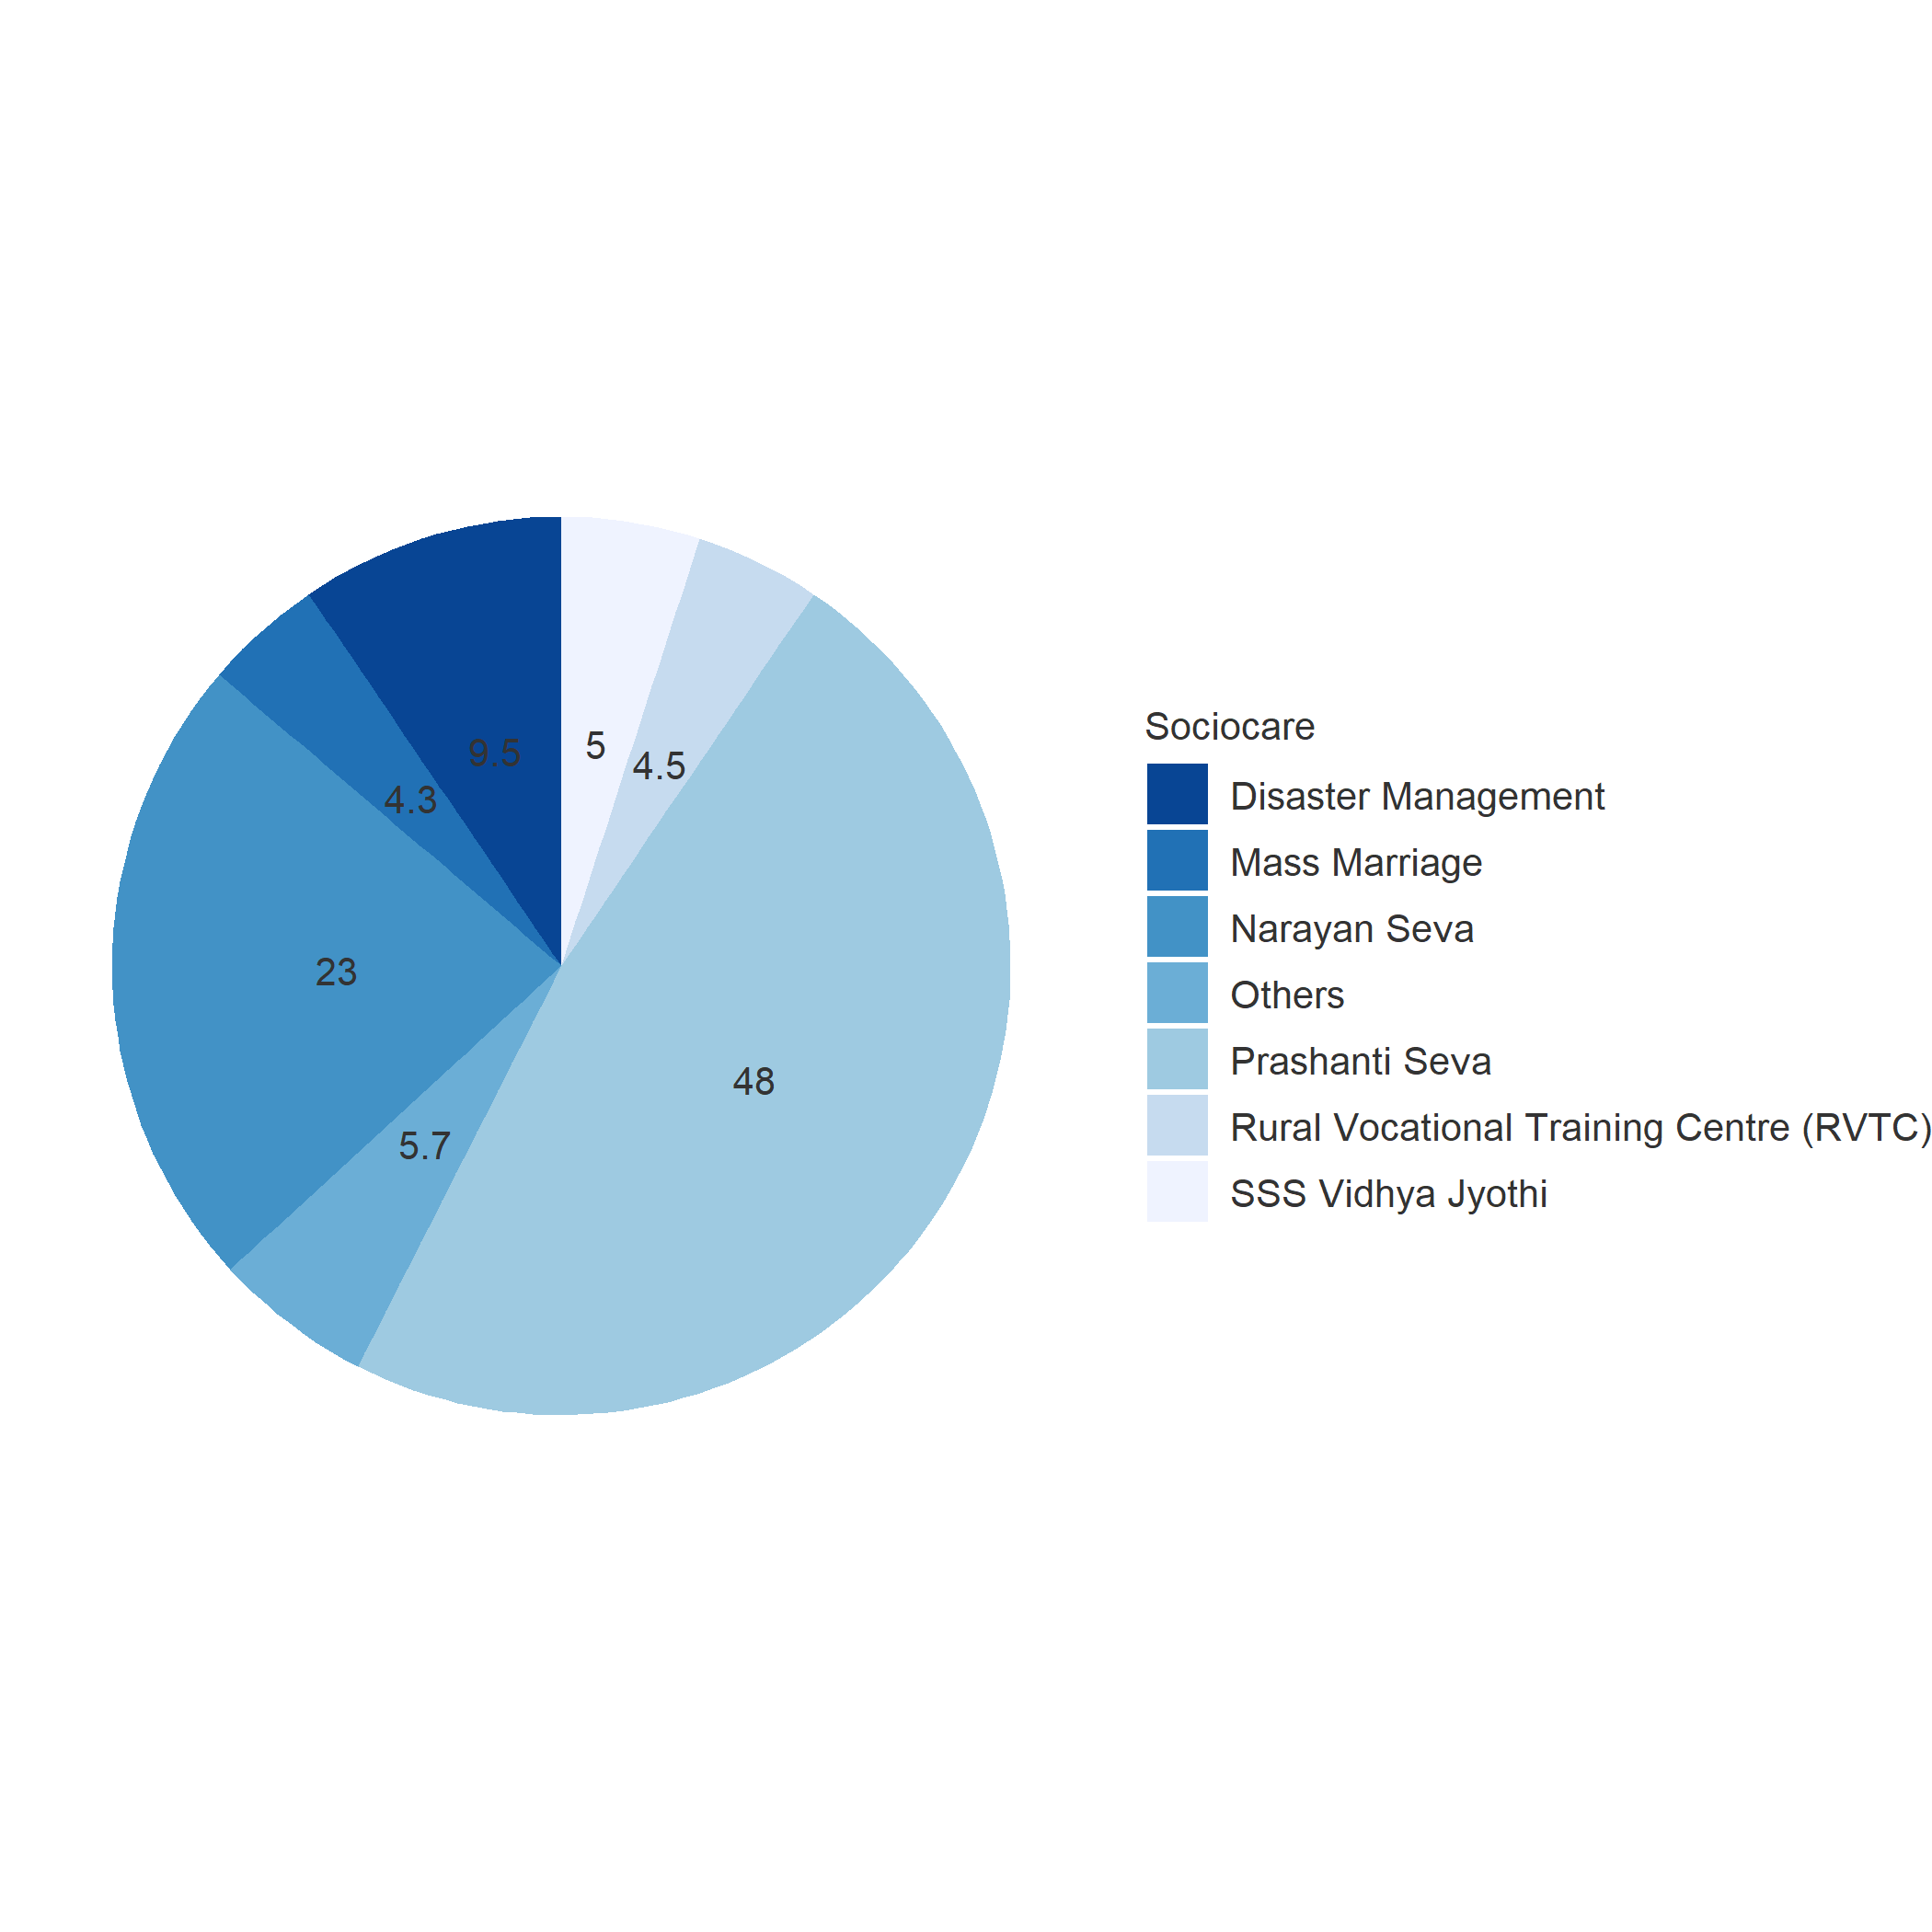 9.5
5
4.5
4.3
23
48
5.7
Sociocare
Disaster Management
Mass Marriage
Narayan Seva
Others
Prashanti Seva
Rural Vocational Training Centre (RVTC)
SSS Vidhya Jyothi